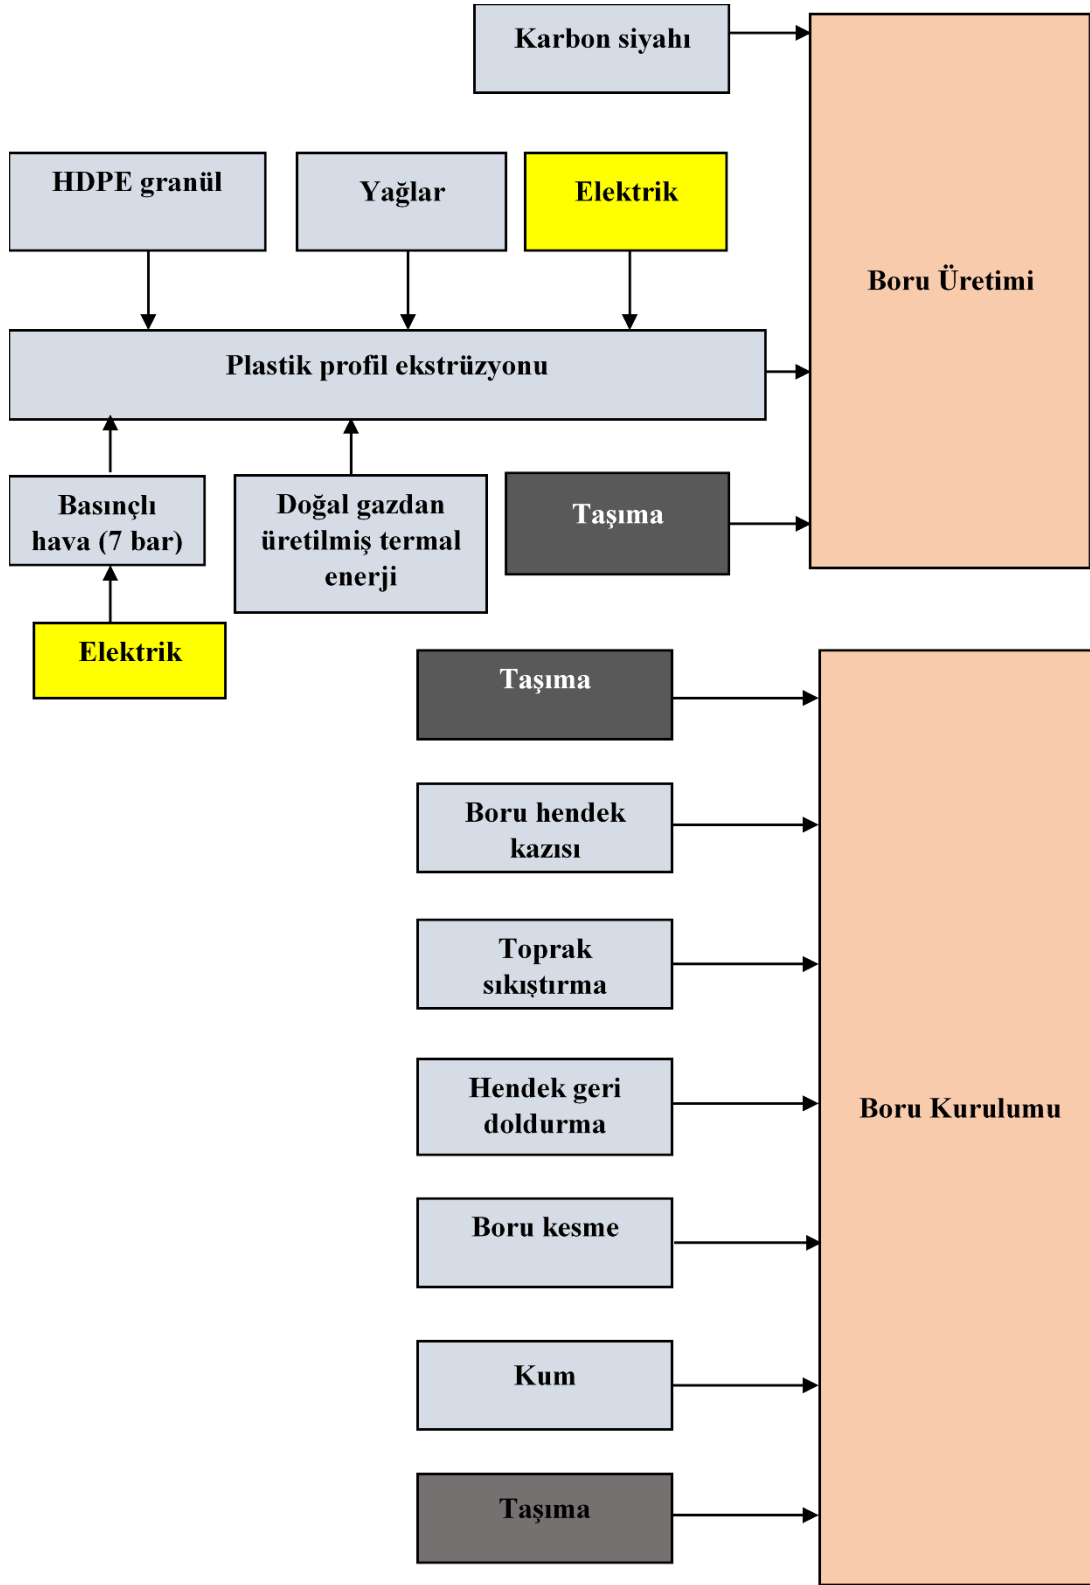 Karbon siyahı
HDPE granül
Yağlar
Elektrik
Boru Üretimi
Plastik profil ekstrüzyonu
Basınçlı
hava (7 bar)
Doğal gazdan
üretilmiş termal
enerji
Taşıma
Elektrik
Taşıma
Boru hendek
kazısı
Toprak
sıkıştırma
Hendek geri
doldurma
Boru Kurulumu
Boru kesme
Kum
Taşıma